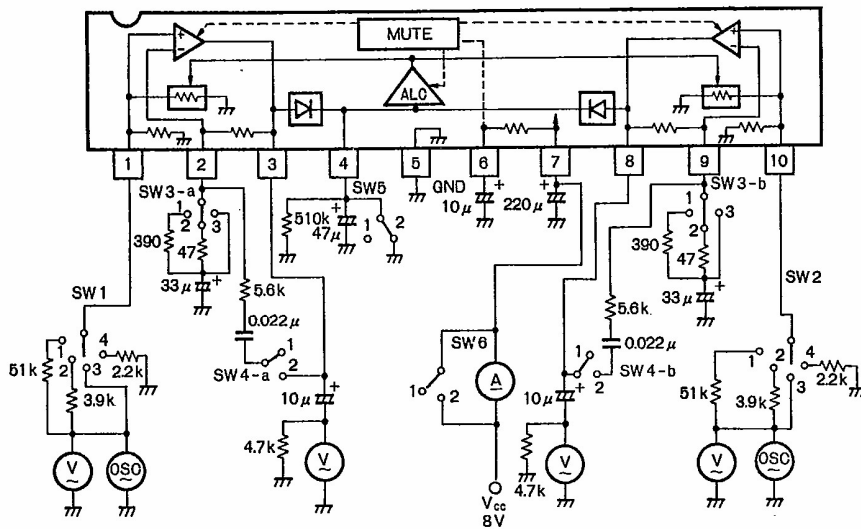 MUTE
ALC
+
−
+
−
1 2 3 4 5 6 7 8 9 10
GND
SW3-a
1
2
3
390
47
33μ
+
5.6k
0.022μ
SW4-a
1
2
10μ
+
4.7k
V
SW1
1
2
3
4
51k
3.9k
2.2k
V
OSC
510k
47μ
+
SW5
1
2
10μ
+
220μ
+
SW6
1
2
A
Vcc
8V
SW3-b
1
2
3
390
47
33μ
+
5.6k
0.022μ
SW4-b
1
2
10μ
+
4.7k
V
SW2
1
2
3
4
51k
3.9k
2.2k
V
OSC